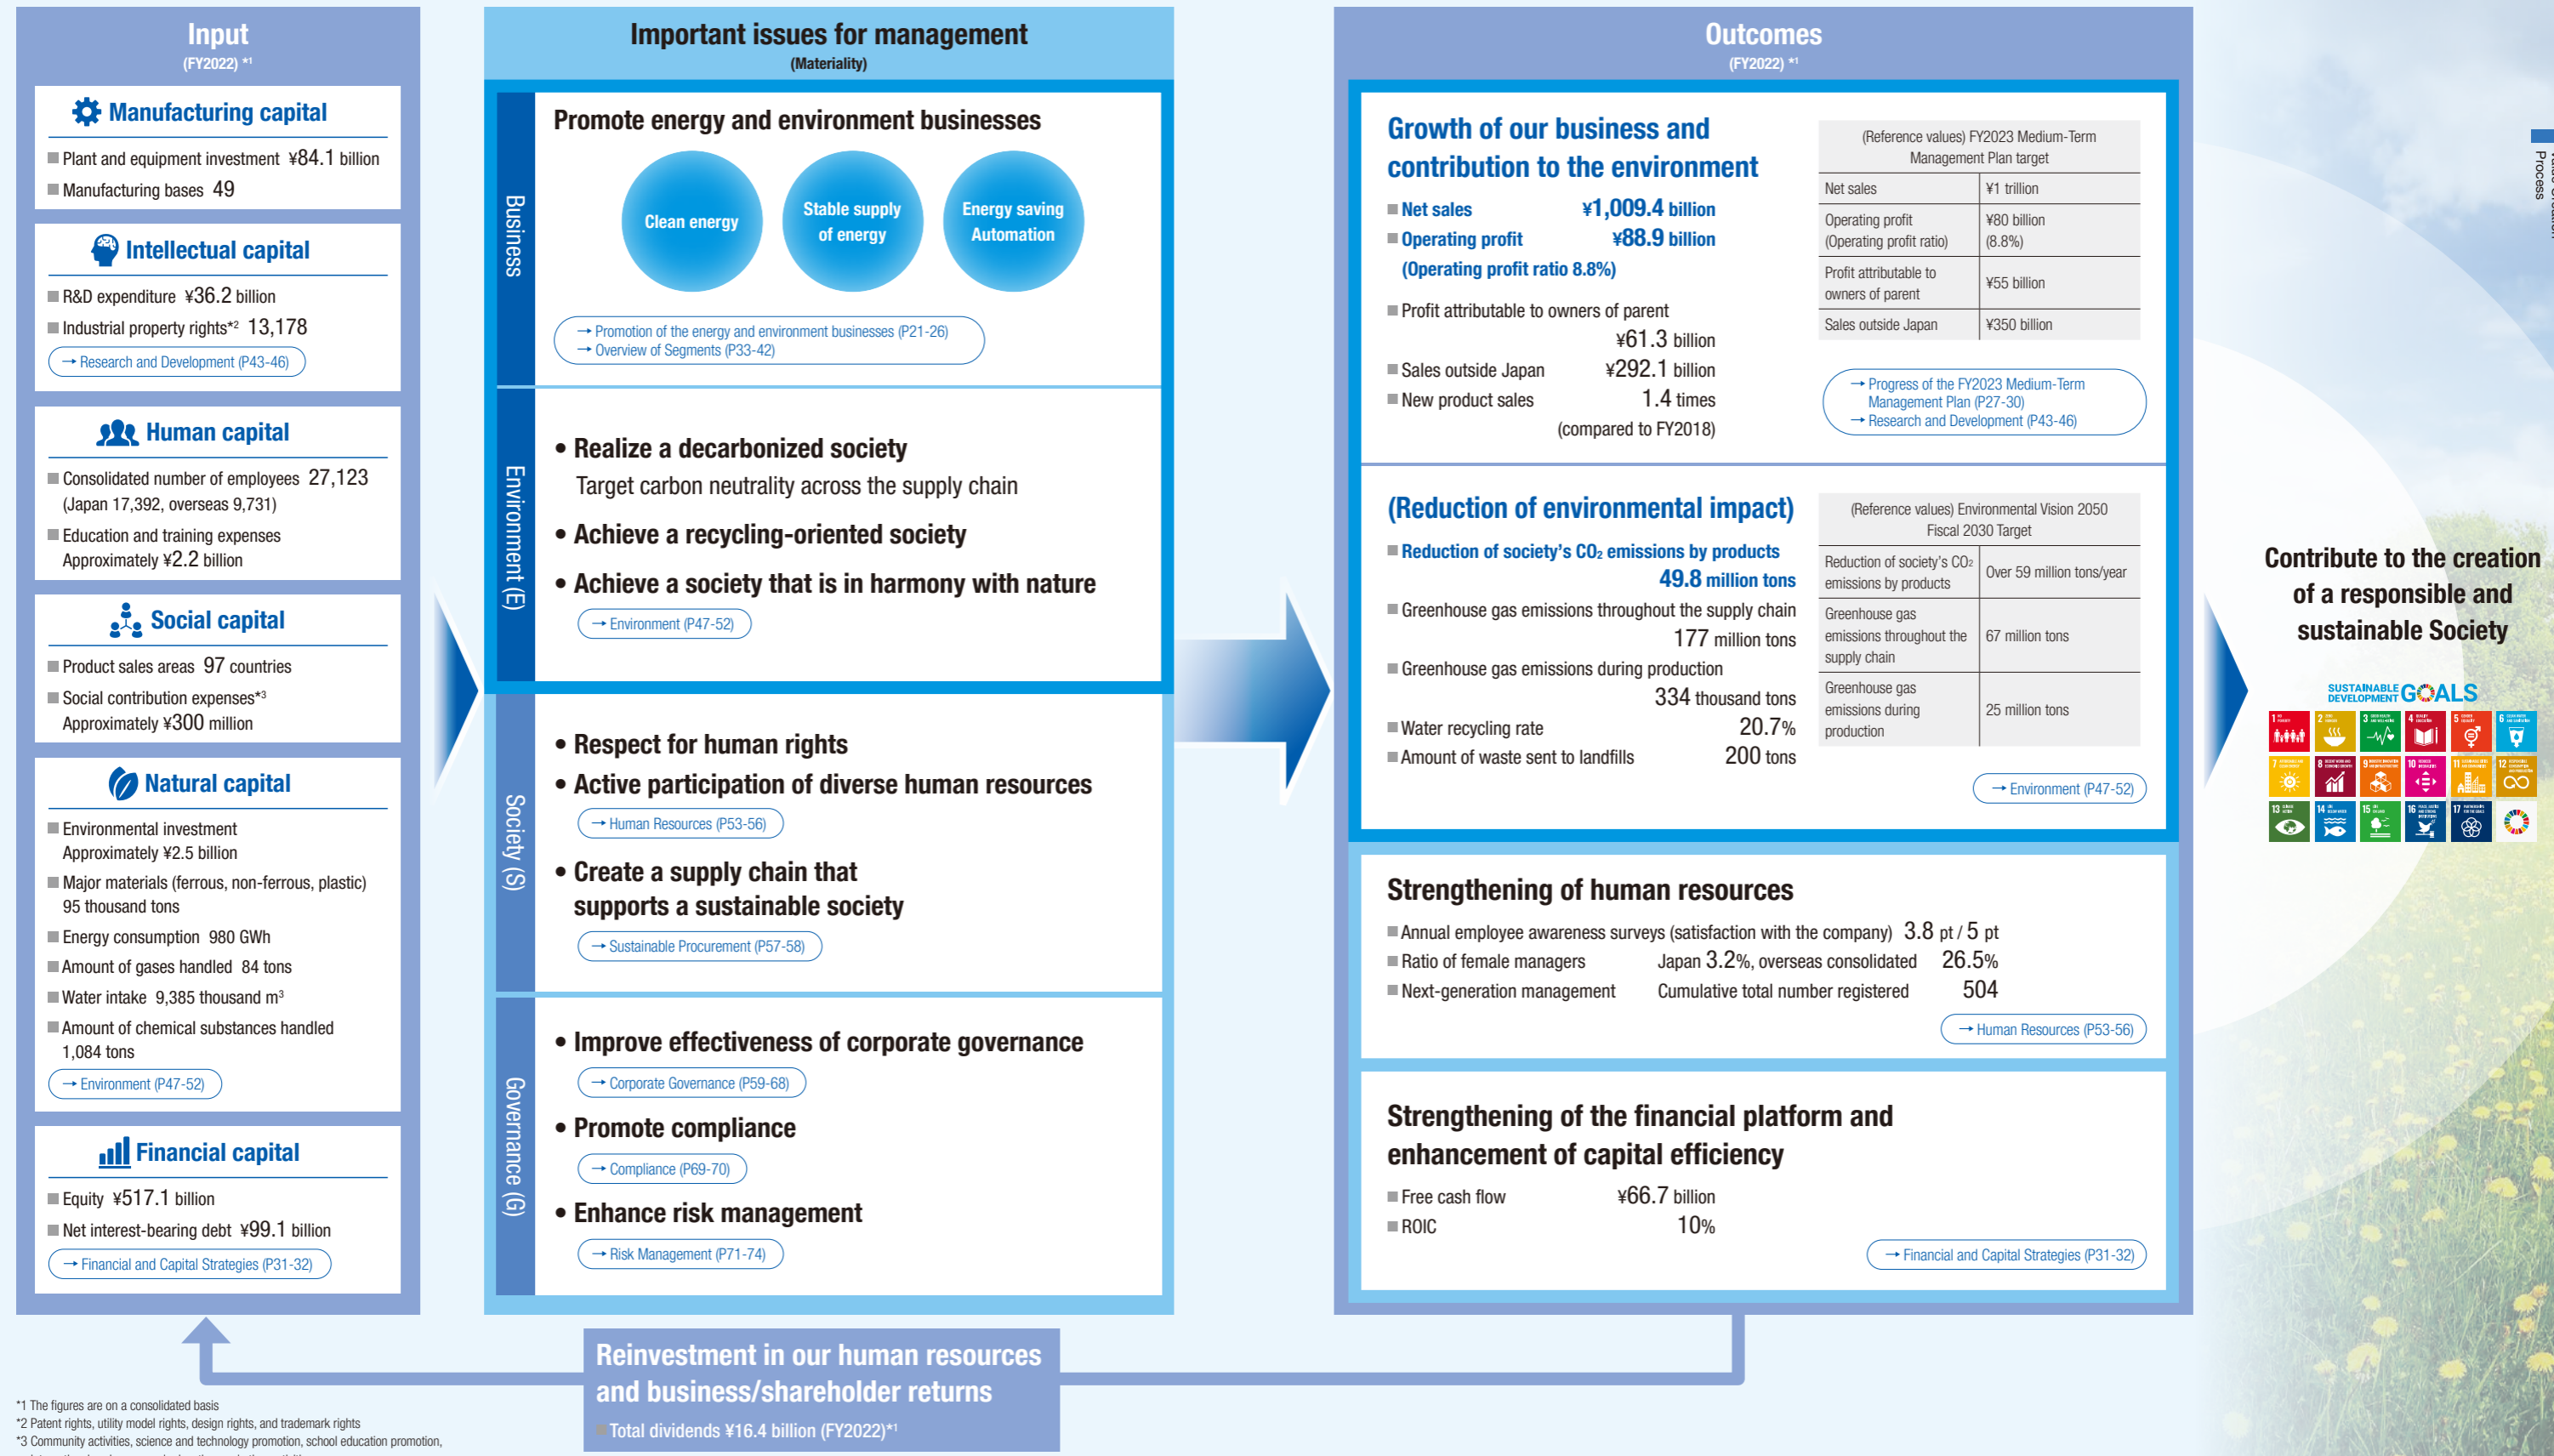 Input
(FY2022) *1
Manufacturing capital
Plant and equipment investment ¥84.1 billion
Manufacturing bases 49
Intellectual capital
R&D expenditure ¥36.2 billion
Industrial property rights*2 13,178
→ Research and Development (P43-46)
Human capital
Consolidated number of employees 27,123
(Japan 17,392, overseas 9,731)
Education and training expenses
Approximately ¥2.2 billion
Social capital
Product sales areas 97 countries
Social contribution expenses*3
Approximately ¥300 million
Natural capital
Environmental investment
Approximately ¥2.5 billion
Major materials (ferrous, non-ferrous, plastic)
95 thousand tons
Energy consumption 980 GWh
Amount of gases handled 84 tons
Water intake 9,385 thousand m3
Amount of chemical substances handled
1,084 tons
→ Environment (P47-52)
Financial capital
Equity ¥517.1 billion
Net interest-bearing debt ¥99.1 billion
→ Financial and Capital Strategies (P31-32)
Important issues for management
(Materiality)
Business
Promote energy and environment businesses
Clean energy
Stable supply
of energy
Energy saving
Automation
→ Promotion of the energy and environment businesses (P21-26)
→ Overview of Segments (P33-42)
Environment (E)
• Realize a decarbonized society
Target carbon neutrality across the supply chain
• Achieve a recycling-oriented society
• Achieve a society that is in harmony with nature
→ Environment (P47-52)
Society (S)
• Respect for human rights
• Active participation of diverse human resources
→ Human Resources (P53-56)
• Create a supply chain that
supports a sustainable society
→ Sustainable Procurement (P57-58)
Governance (G)
• Improve effectiveness of corporate governance
→ Corporate Governance (P59-68)
• Promote compliance
→ Compliance (P69-70)
• Enhance risk management
→ Risk Management (P71-74)
Outcomes
(FY2022) *1
Growth of our business and
contribution to the environment
Net sales ¥1,009.4 billion
Operating profit ¥88.9 billion
(Operating profit ratio 8.8%)
Profit attributable to owners of parent
¥61.3 billion
Sales outside Japan ¥292.1 billion
New product sales 1.4 times
(compared to FY2018)
(Reference values) FY2023 Medium-Term
Management Plan target
Net sales ¥1 trillion
Operating profit ¥80 billion
(Operating profit ratio) (8.8%)
Profit attributable to
owners of parent ¥55 billion
Sales outside Japan ¥350 billion
→ Progress of the FY2023 Medium-Term
Management Plan (P27-30)
→ Research and Development (P43-46)
(Reduction of environmental impact)
Reduction of society's CO2 emissions by products
49.8 million tons
Greenhouse gas emissions throughout the supply chain
177 million tons
Greenhouse gas emissions during production
334 thousand tons
Water recycling rate 20.7%
Amount of waste sent to landfills 200 tons
(Reference values) Environmental Vision 2050
Fiscal 2030 Target
Reduction of society's CO2
emissions by products Over 59 million tons/year
Greenhouse gas
emissions throughout the 67 million tons
supply chain
Greenhouse gas
emissions during 25 million tons
production
→ Environment (P47-52)
Strengthening of human resources
Annual employee awareness surveys (satisfaction with the company) 3.8 pt / 5 pt
Ratio of female managers Japan 3.2%, overseas consolidated 26.5%
Next-generation management Cumulative total number registered 504
→ Human Resources (P53-56)
Strengthening of the financial platform and
enhancement of capital efficiency
Free cash flow ¥66.7 billion
ROIC 10%
→ Financial and Capital Strategies (P31-32)
Process
Contribute to the creation
of a responsible and
sustainable Society
SUSTAINABLE
DEVELOPMENT GOALS
1 2 3 4 5 6
7 8 9 10 11 12
13 14 15 16 17
Reinvestment in our human resources
and business/shareholder returns
Total dividends ¥16.4 billion (FY2022)*1
*1 The figures are on a consolidated basis
*2 Patent rights, utility model rights, design rights, and trademark rights
*3 Community activities, science and technology promotion, school education promotion,